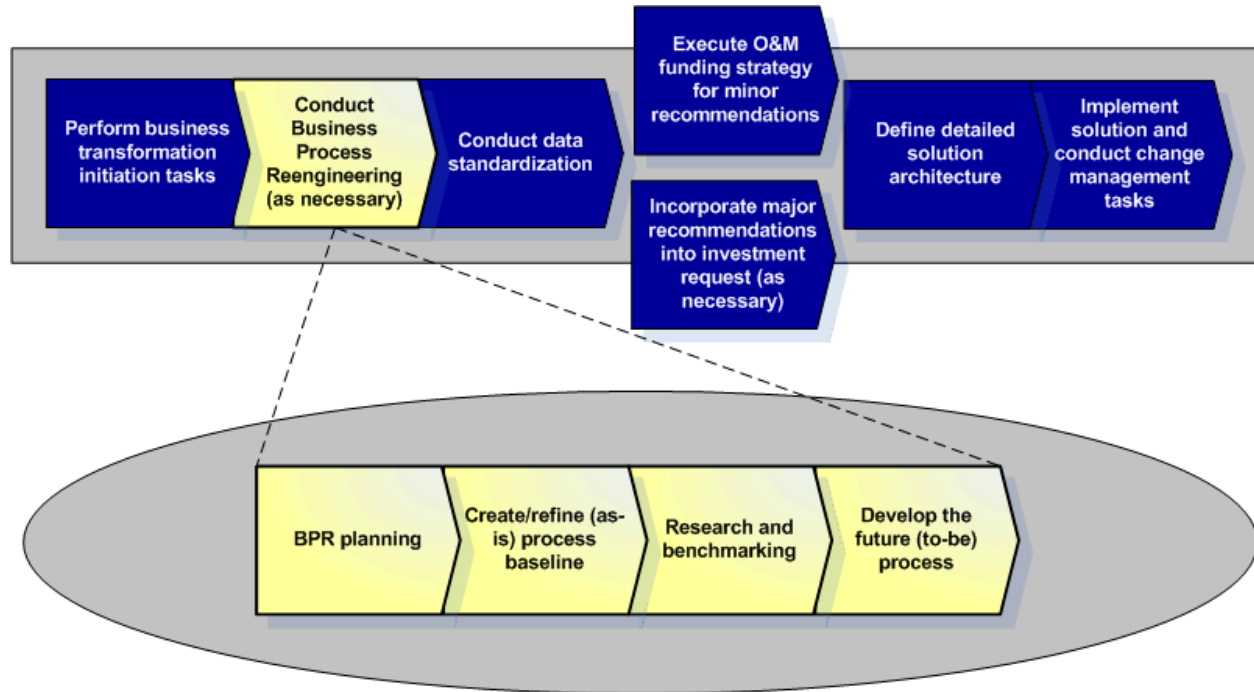 Perform business
transformation
initiation tasks
Conduct
Business
Process
Reengineering
(as necessary)
Conduct data
standardization
Execute O&M
funding strategy
for minor
recommendations
Incorporate major
recommendations
into investment
request (as
necessary)
Define detailed
solution
architecture
Implement
solution and
conduct change
management
tasks
BPR planning
Create/refine (as-
is) process
baseline
Research and
benchmarking
Develop the
future (to-be)
process